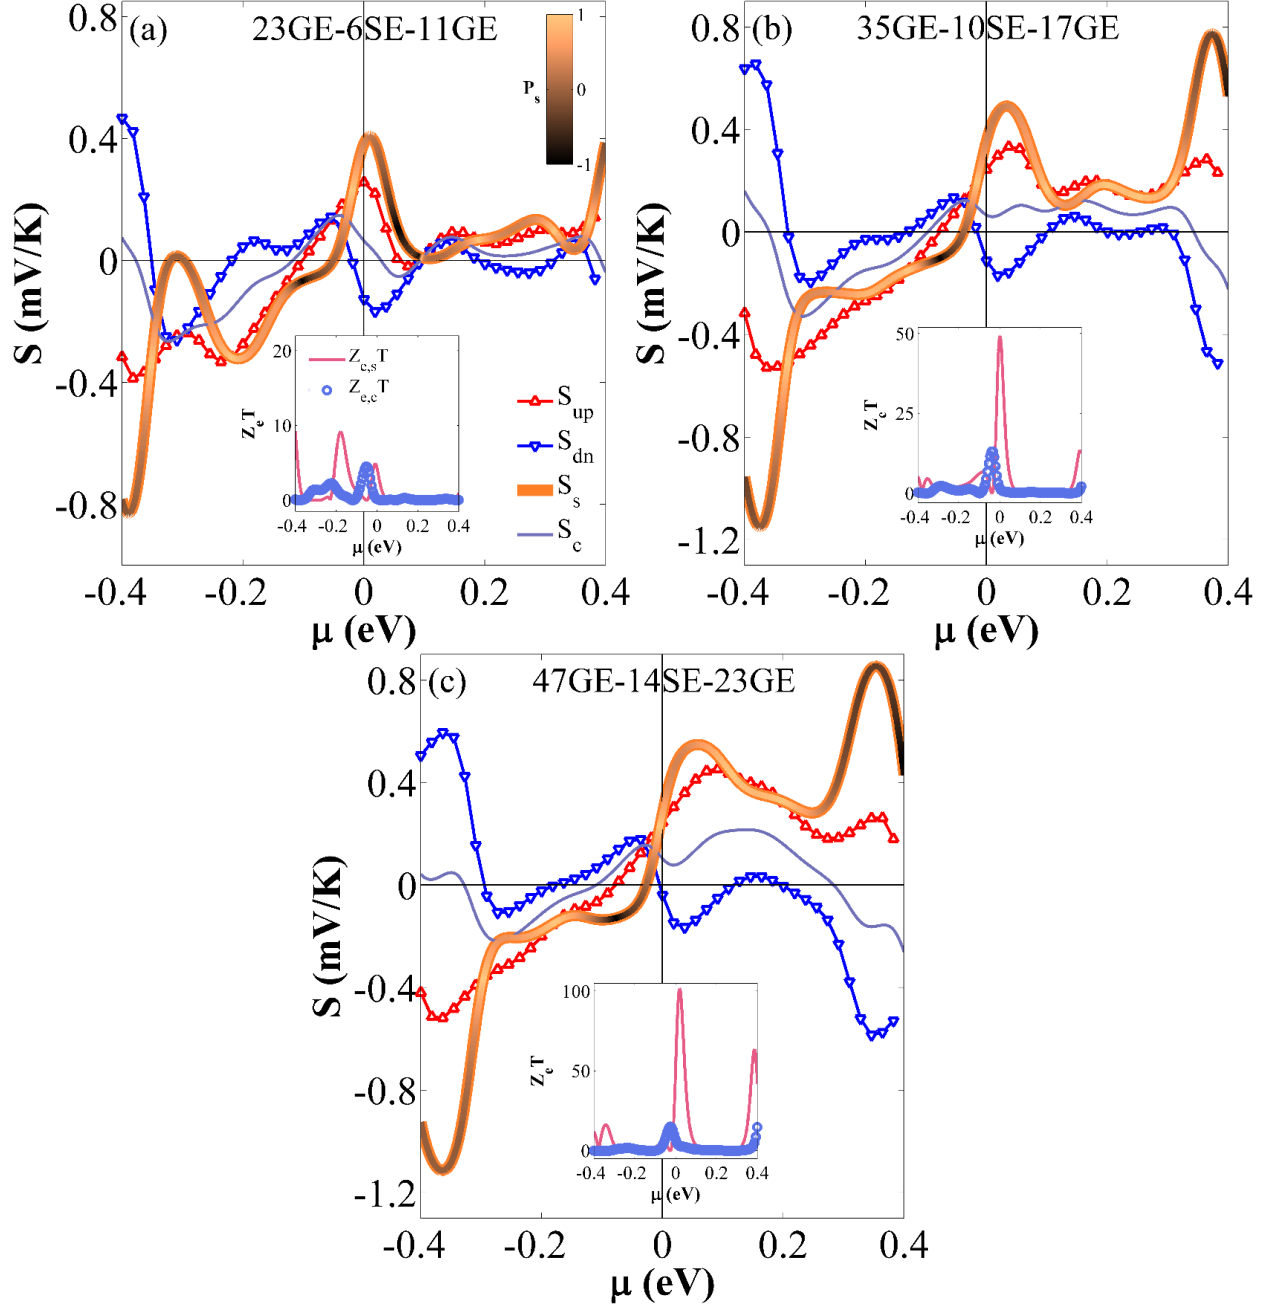 (a) 23GE-6SE-11GE
0.8
0.4
0
-0.4
-0.8
S (mV/K)
-0.4 -0.2 0 0.2 0.4
μ (eV)
P_s
1
0
-1
20
10
0
Z_eT
Z_{c,s}T
Z_{e,c}T
-0.4 -0.2 0 0.2 0.4
μ (eV)
S_up
S_dn
S_s
S_c
(b) 35GE-10SE-17GE
0.8
0.4
0
-0.4
-0.8
-1.2
S (mV/K)
-0.4 -0.2 0 0.2 0.4
μ (eV)
50
25
0
Z_cT
-0.4 -0.2 0 0.2 0.4
μ (eV)
(c) 47GE-14SE-23GE
0.8
0.4
0
-0.4
-0.8
-1.2
S (mV/K)
-0.4 -0.2 0 0.2 0.4
μ (eV)
100
50
0
Z_cT
-0.4 -0.2 0 0.2 0.4
μ (eV)